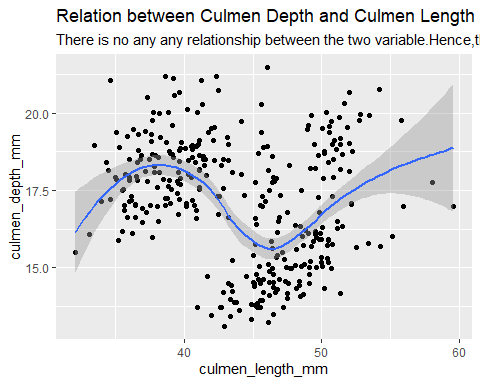 Relation between Culmen Depth and Culmen Length
There is no any any relationship between the two variable.Hence,t
20.0
17.5
15.0
culmen_depth_mm
40
50
60
culmen_length_mm